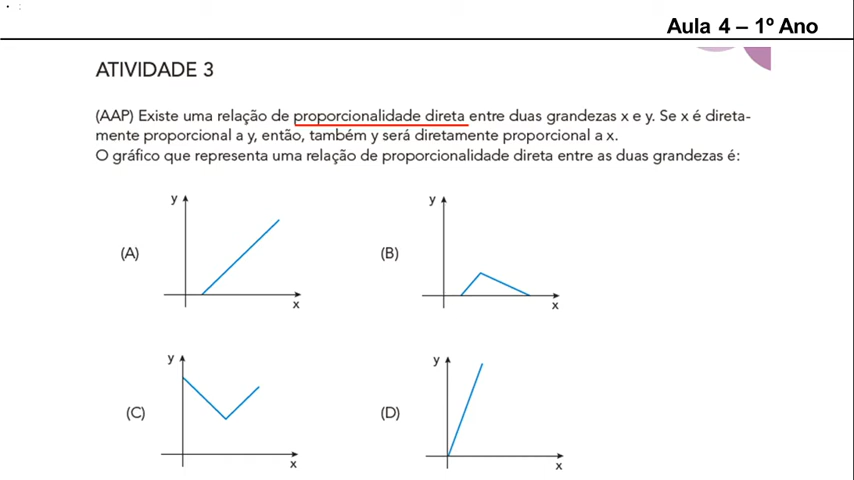 Aula 4 – 1º Ano
ATIVIDADE 3
(AAP) Existe uma relação de proporcionalidade direta entre duas grandezas x e y. Se x é direta-
mente proporcional a y, então, também y será diretamente proporcional a x.
O gráfico que representa uma relação de proporcionalidade direta entre as duas grandezas é:
y
(A)
x
y
(B)
x
y
(C)
x
y
(D)
x